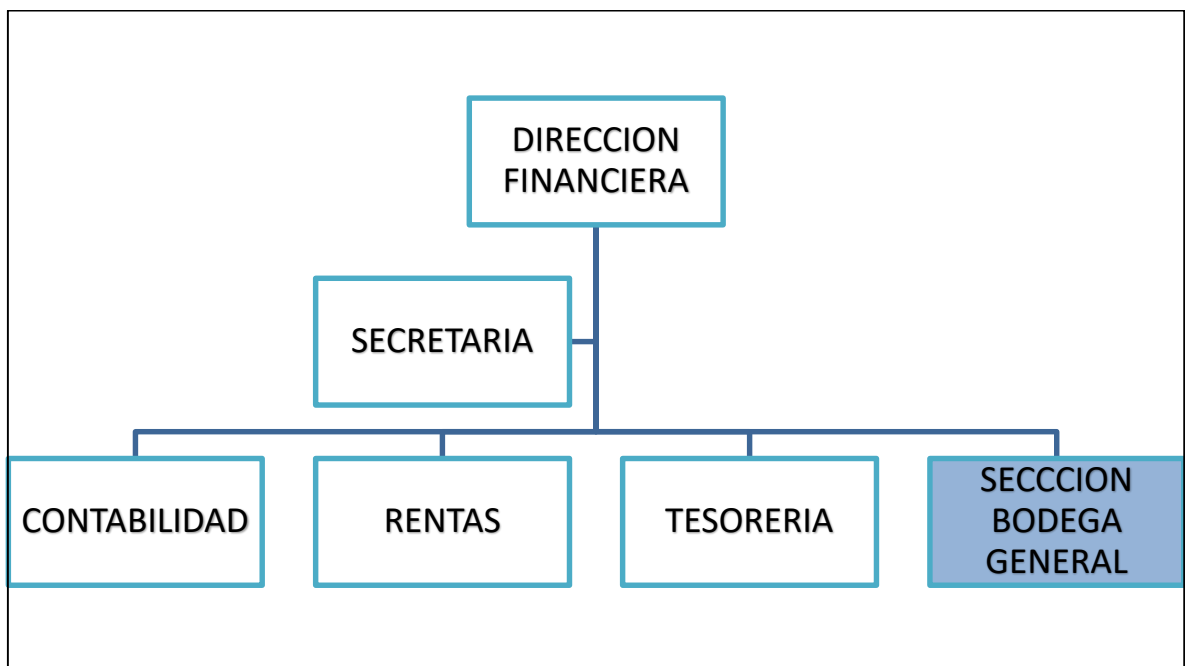 DIRECCION
FINANCIERA
SECRETARIA
CONTABILIDAD
RENTAS
TESORERIA
SECCCION
BODEGA
GENERAL